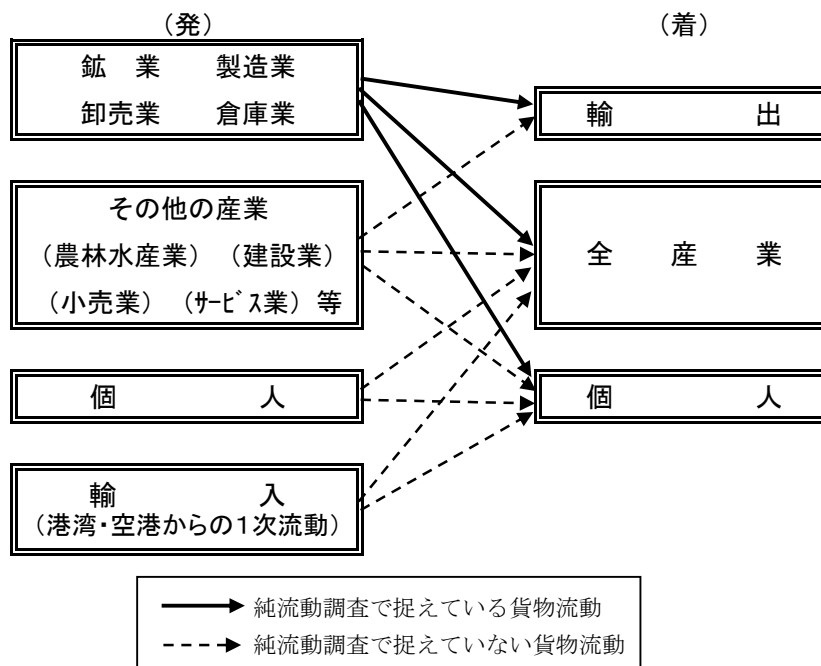 （発）
（着）
鉱　業　　製造業
卸売業　　倉庫業
輸　　　　出
その他の産業
（農林水産業）（建設業）
（小売業）（ｻｰﾋﾞｽ業）等
全　産　業
個　　　　人
個　　　　人
輸　　　　入
（港湾・空港からの１次流動）
純流動調査で捉えている貨物流動
純流動調査で捉えていない貨物流動